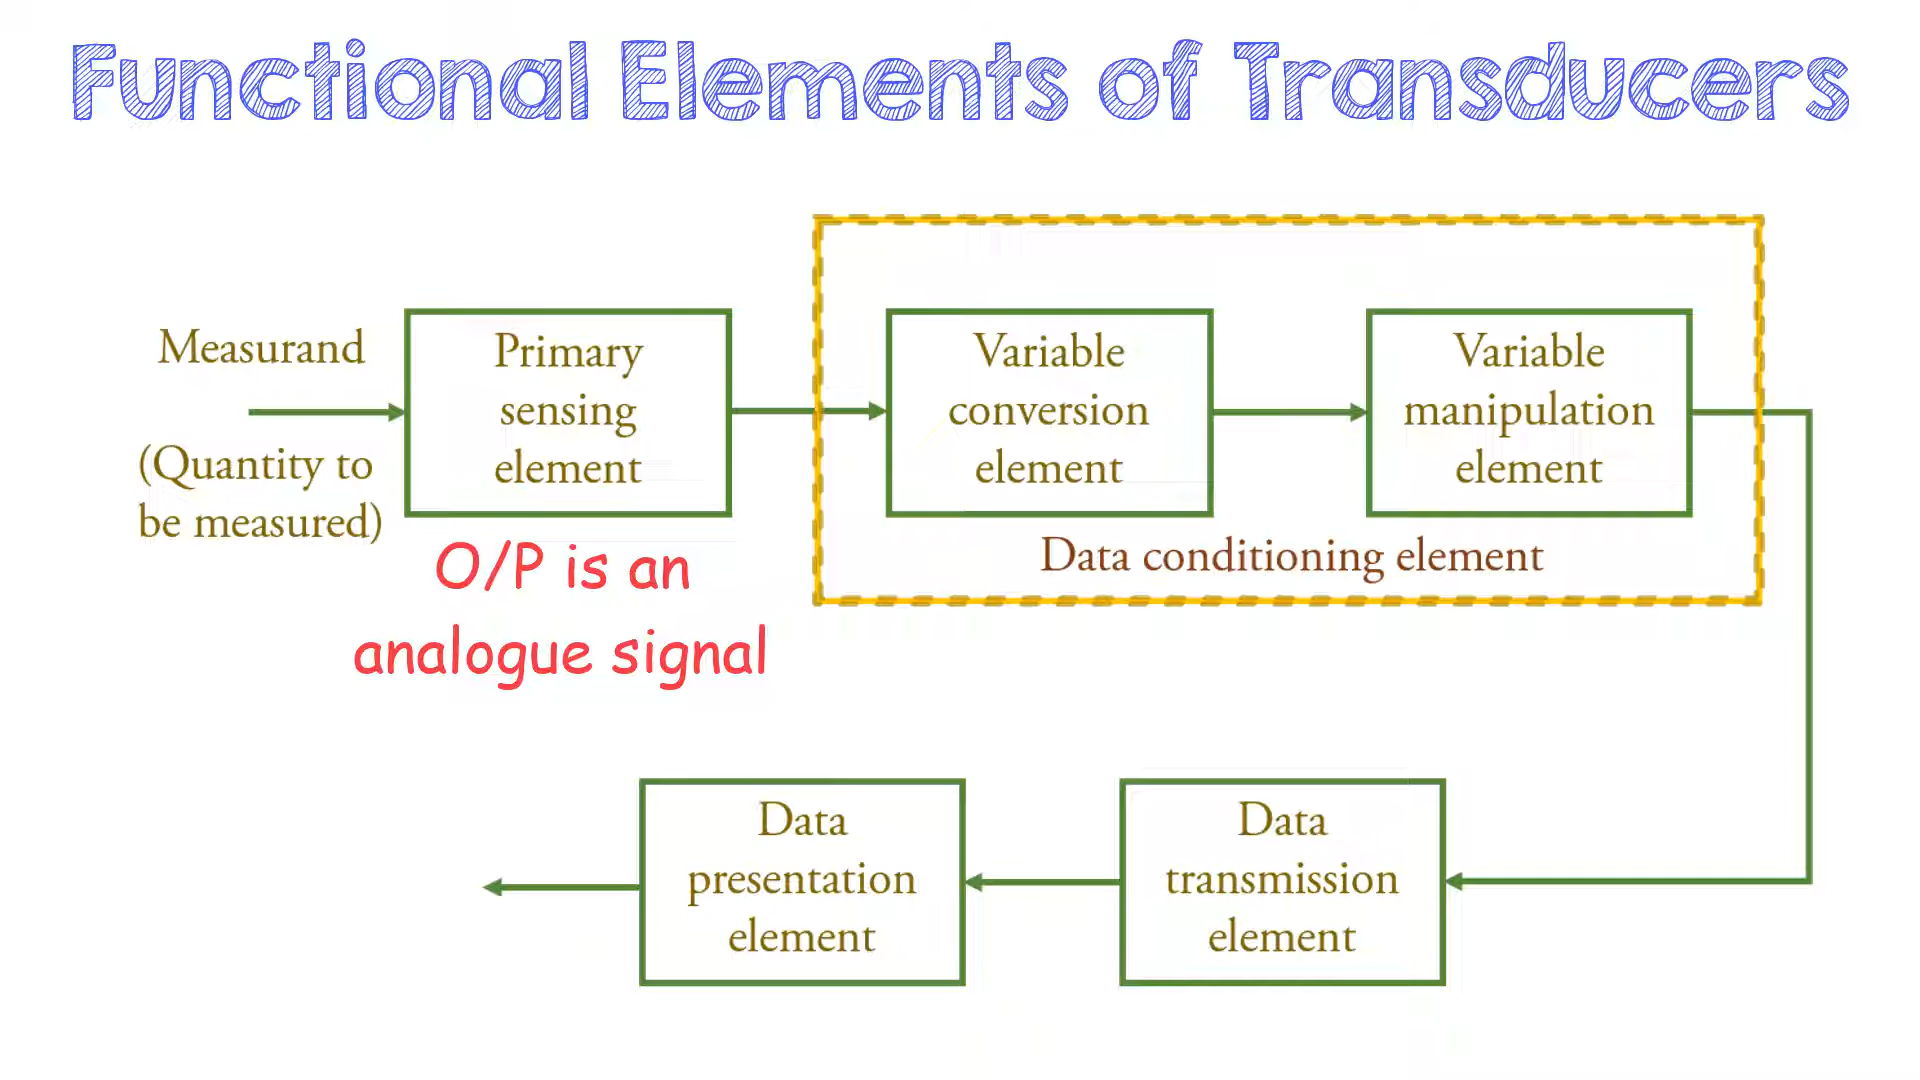 Functional Elements of Transducers
Measurand
(Quantity to
be measured)
Primary
sensing
element
O/P is an
analogue signal
Variable
conversion
element
Variable
manipulation
element
Data conditioning element
Data
presentation
element
Data
transmission
element